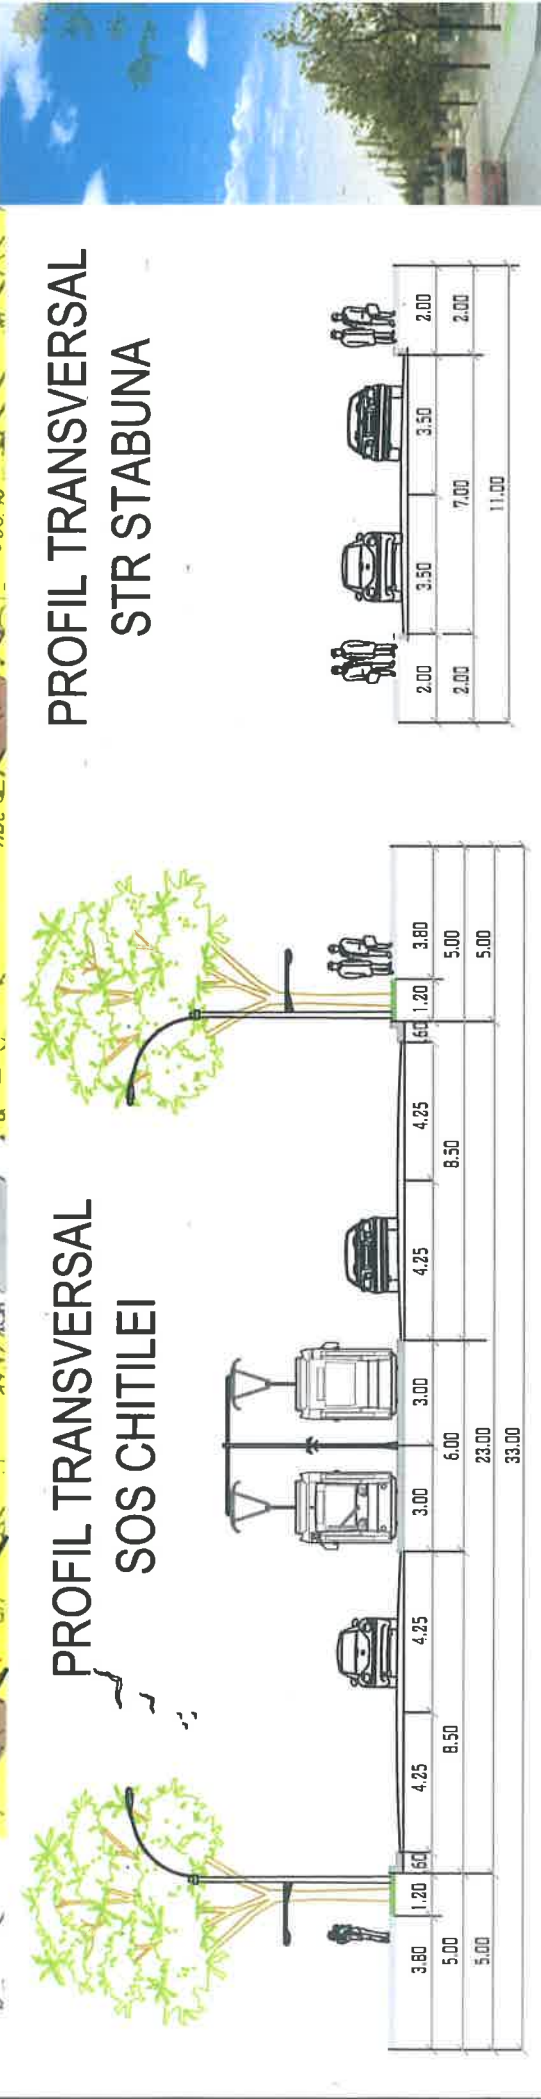 PROFIL TRANSVERSAL
SOS CHITILEI
3.80 1.20 .60 4.25 4.25 3.00 3.00 4.25 4.25 .60 1.20 3.80
5.00 8.50 6.00 8.50 5.00
5.00 23.00 5.00
33.00
PROFIL TRANSVERSAL
STR STABUNA
2.00 3.50 3.50 2.00
2.00 7.00 2.00
11.00